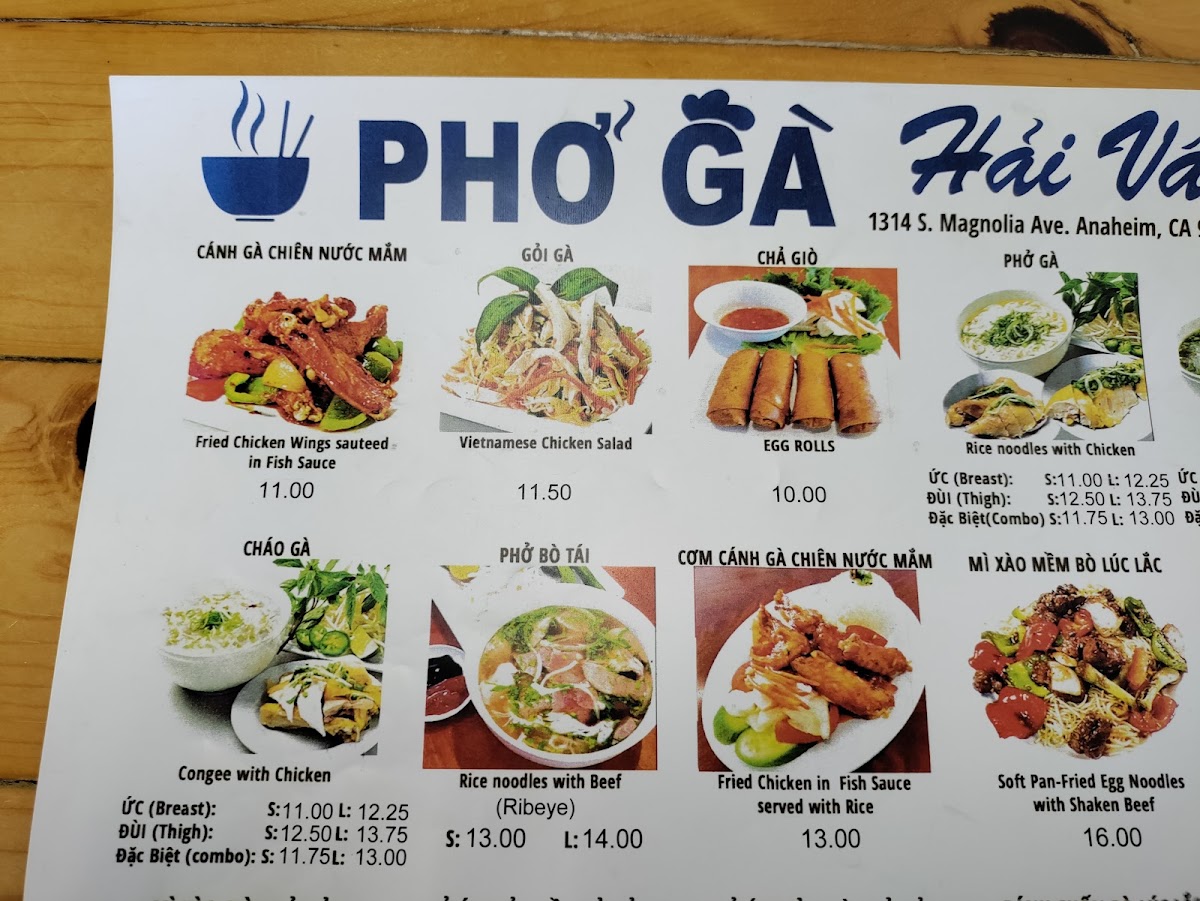 PHỞ GÀ
Hải
1314 S. Magnolia Ave. Anaheim, CA
CÁNH GÀ CHIÊN NƯỚC MẮM
Fried Chicken Wings sauteed
in Fish Sauce
11.00
GỎI GÀ
Vietnamese Chicken Salad
11.50
CHẢ GIÒ
EGG ROLLS
10.00
PHỞ GÀ
Rice noodles with Chicken
ỨC (Breast): S:11.00 L: 12.25
ĐÙI (Thigh): S:12.50 L: 13.75
Đặc Biệt(Combo) S:11.75 L: 13.00
ỨC
CHÁO GÀ
Congee with Chicken
ỨC (Breast): S:11.00 L: 12.25
ĐÙI (Thigh): S:12.50 L: 13.75
Đặc Biệt (combo): S: 11.75 L: 13.00
PHỞ BÒ TÁI
Rice noodles with Beef
(Ribeye)
S: 13.00 L: 14.00
CƠM CÁNH GÀ CHIÊN NƯỚC MẮM
Fried Chicken in Fish Sauce
served with Rice
13.00
MÌ XÀO MỀM BÒ LÚC LẮC
Soft Pan-Fried Egg Noodles
with Shaken Beef
16.00